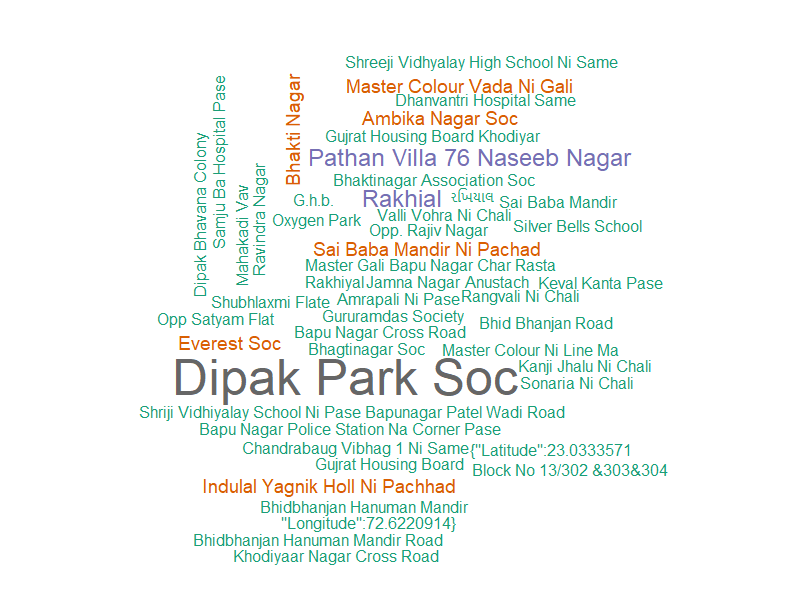 Shreeji Vidhyalay High School Ni Same
Master Colour Vada Ni Gali
Dhanvantri Hospital Same
Ambika Nagar Soc
Gujrat Housing Board Khodiyar
Pathan Villa 76 Naseeb Nagar
Bhaktinagar Association Soc
Rakhial
રખિયાલ
Sai Baba Mandir
G.h.b.
Valli Vohra Ni Chali
Oxygen Park
Opp. Rajiv Nagar
Silver Bells School
Bhakti Nagar
Samju Ba Hospital Pase
Dipak Bhavana Colony
Mahakadi Vav
Ravindra Nagar
Sai Baba Mandir Ni Pachad
Master Gali Bapu Nagar Char Rasta
Rakhiyal
Jamna Nagar Anustach
Keval Kanta Pase
Shubhlaxmi Flate
Amrapali Ni Pase
Rangvali Ni Chali
Opp Satyam Flat
Gururamdas Society
Bhid Bhanjan Road
Bapu Nagar Cross Road
Everest Soc
Bhagtinagar Soc
Master Colour Ni Line Ma
Dipak Park Soc
Kanji Jhalu Ni Chali
Sonaria Ni Chali
Shriji Vidhiyalay School Ni Pase Bapunagar Patel Wadi Road
Bapu Nagar Police Station Na Corner Pase
Chandrabaug Vibhag 1 Ni Same
{"Latitude":23.0333571
Gujrat Housing Board
Block No 13/302 &303&304
Indulal Yagnik Holl Ni Pachhad
Bhidbhanjan Hanuman Mandir
"Longitude":72.6220914}
Bhidbhanjan Hanuman Mandir Road
Khodiyaar Nagar Cross Road